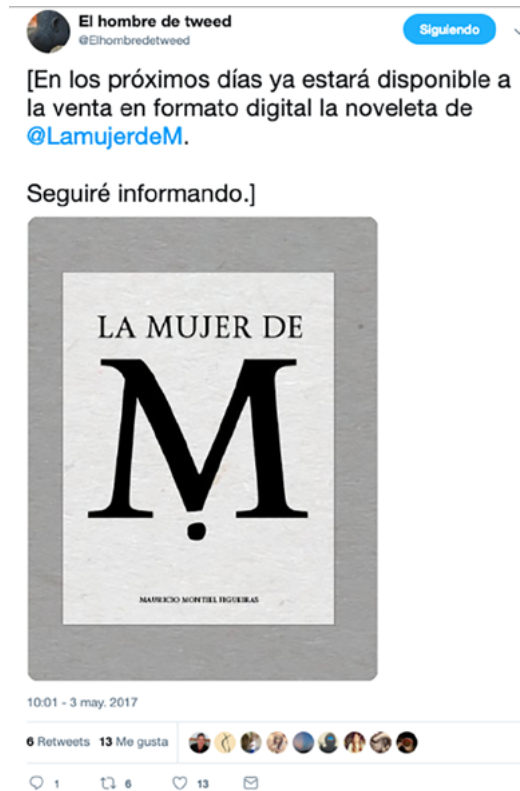 El hombre de tweed
@Elhombredetweed
Siguiendo
[En los próximos días ya estará disponible a
la venta en formato digital la noveleta de
@LamujerdeM.
Seguiré informando.]
LA MUJER DE
M
MAURICIO MONTIEL FIGUEIRAS
10:01 - 3 may. 2017
6 Retweets 13 Me gusta
1 6 13